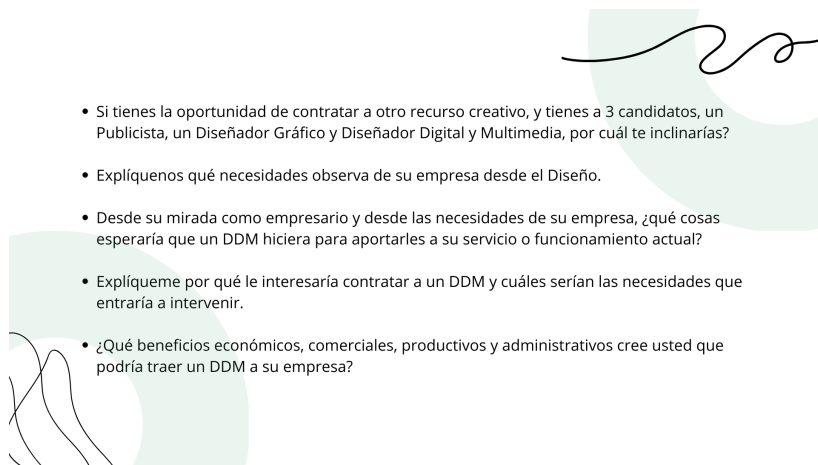 • Si tienes la oportunidad de contratar a otro recurso creativo, y tienes a 3 candidatos, un
Publicista, un Diseñador Gráfico y Diseñador Digital y Multimedia, por cuál te inclinarías?
• Explíquenos qué necesidades observa de su empresa desde el Diseño.
• Desde su mirada como empresario y desde las necesidades de su empresa, ¿qué cosas
esperaría que un DDM hiciera para aportarles a su servicio o funcionamiento actual?
• Explíqueme por qué le interesaría contratar a un DDM y cuáles serían las necesidades que
entraría a intervenir.
• ¿Qué beneficios económicos, comerciales, productivos y administrativos cree usted que
podría traer un DDM a su empresa?